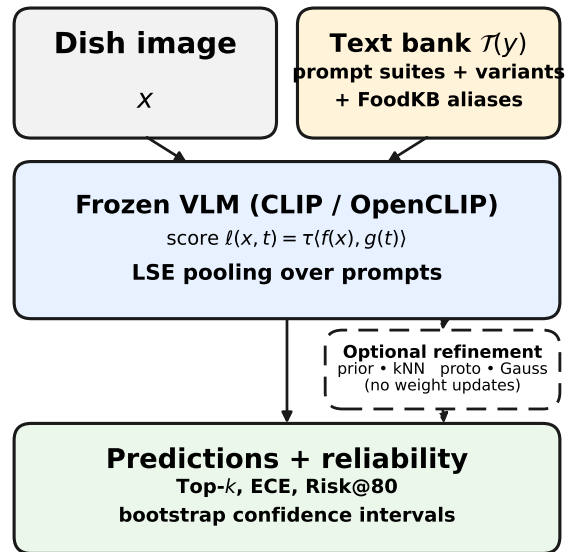 Dish image
x
Text bank 𝒯(y)
prompt suites + variants
+ FoodKB aliases
Frozen VLM (CLIP / OpenCLIP)
score ℓ(x, t) = τ⟨f(x), g(t)⟩
LSE pooling over prompts
Optional refinement
prior • kNN proto • Gauss
(no weight updates)
Predictions + reliability
Top-k, ECE, Risk@80
bootstrap confidence intervals